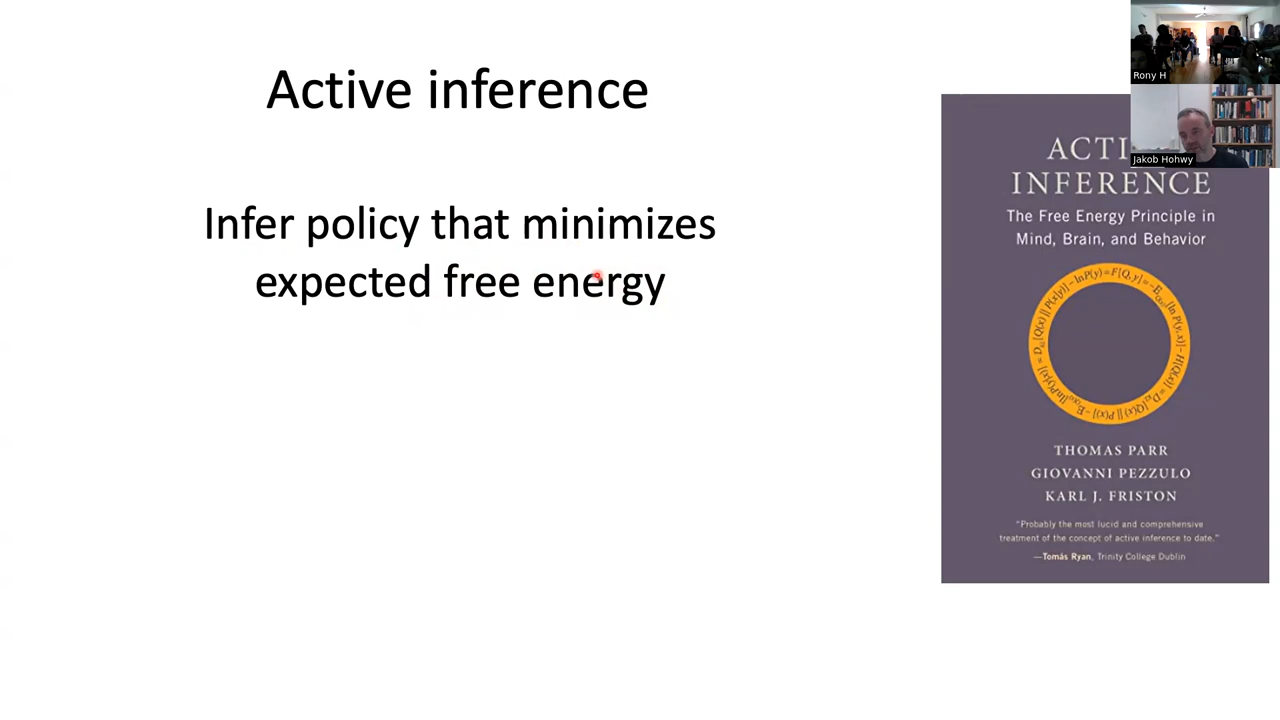 Active inference
Infer policy that minimizes
expected free energy
Rony H
Jakob Hohwy
ACTI
INFERENCE
The Free Energy Principle in
Mind, Brain, and Behavior
THOMAS PARR
GIOVANNI PEZZULO
KARL J. FRISTON
“Probably the most lucid and comprehensive
treatment of the concept of active inference to date.”
—Tomás Ryan, Trinity College Dublin